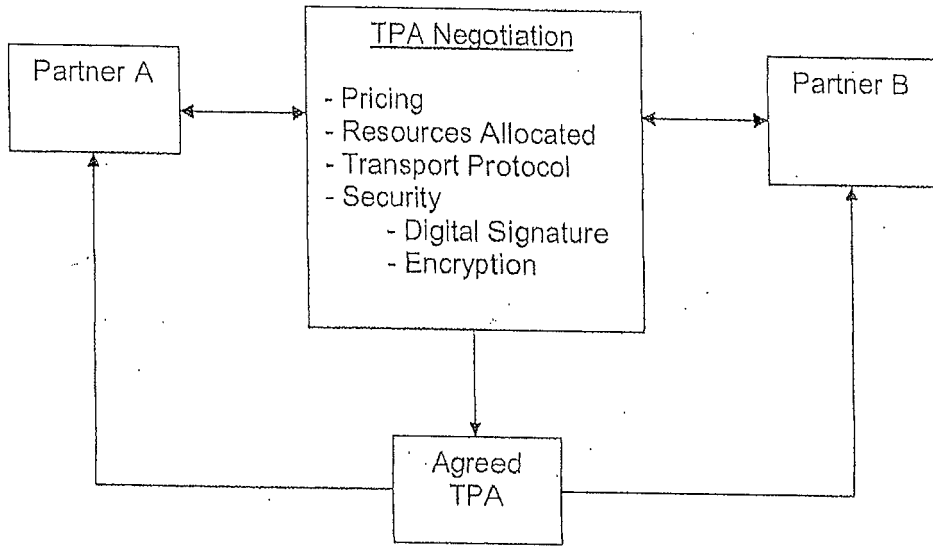 TPA Negotiation
Partner A
Partner B
- Pricing
- Resources Allocated
- Transport Protocol
- Security
- Digital Signature
- Encryption
Agreed
TPA